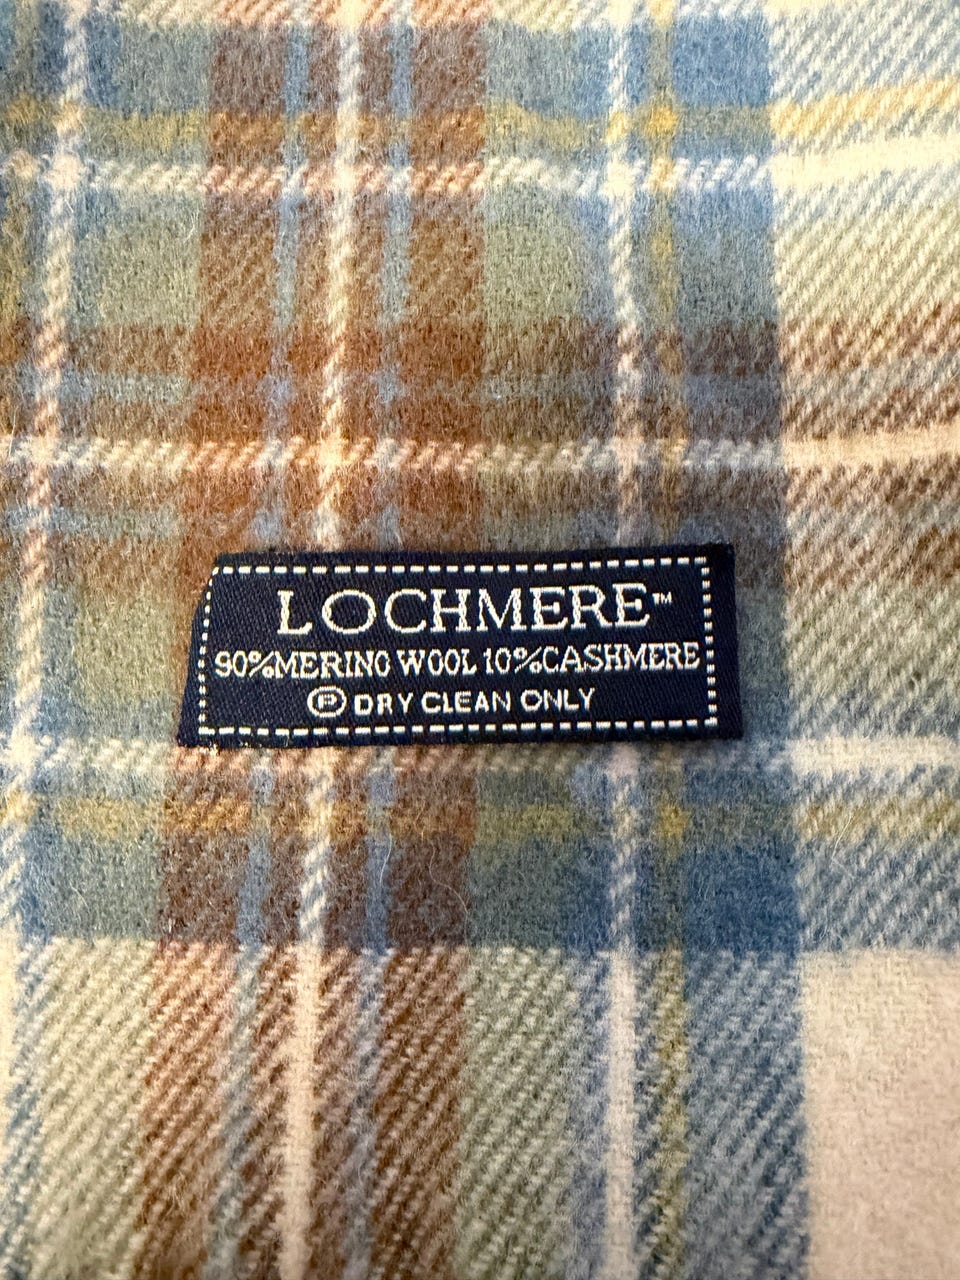 LOCHMERE™
90%MERINO WOOL 10%CASHMERE
Ⓟ DRY CLEAN ONLY